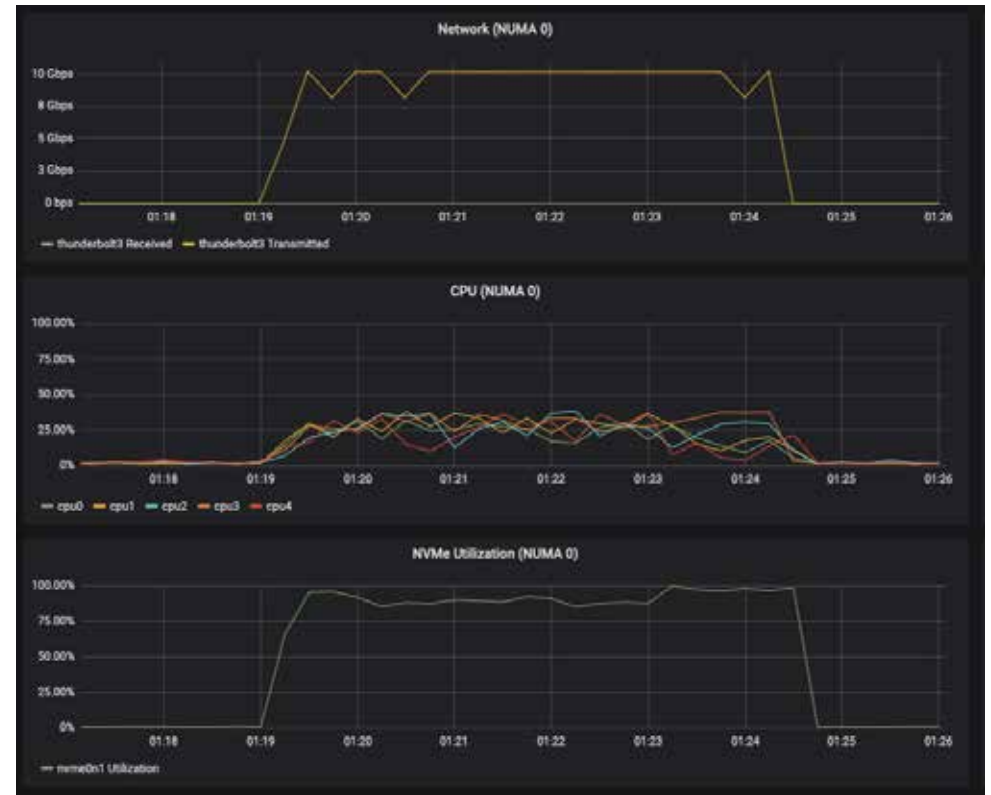 Network (NUMA 0)
10 Gbps
8 Gbps
5 Gbps
3 Gbps
0 bps
01:18 01:19 01:20 01:21 01:22 01:23 01:24 01:25 01:26
thunderbolt3 Received thunderbolt3 Transmitted
CPU (NUMA 0)
100.00%
75.00%
50.00%
25.00%
0%
01:18 01:19 01:20 01:21 01:22 01:23 01:24 01:25 01:26
cpu0 cpu1 cpu2 cpu3 cpu4
NVMe Utilization (NUMA 0)
100.00%
75.00%
50.00%
25.00%
0%
01:18 01:19 01:20 01:21 01:22 01:23 01:24 01:25 01:26
nvme0n1 Utilization